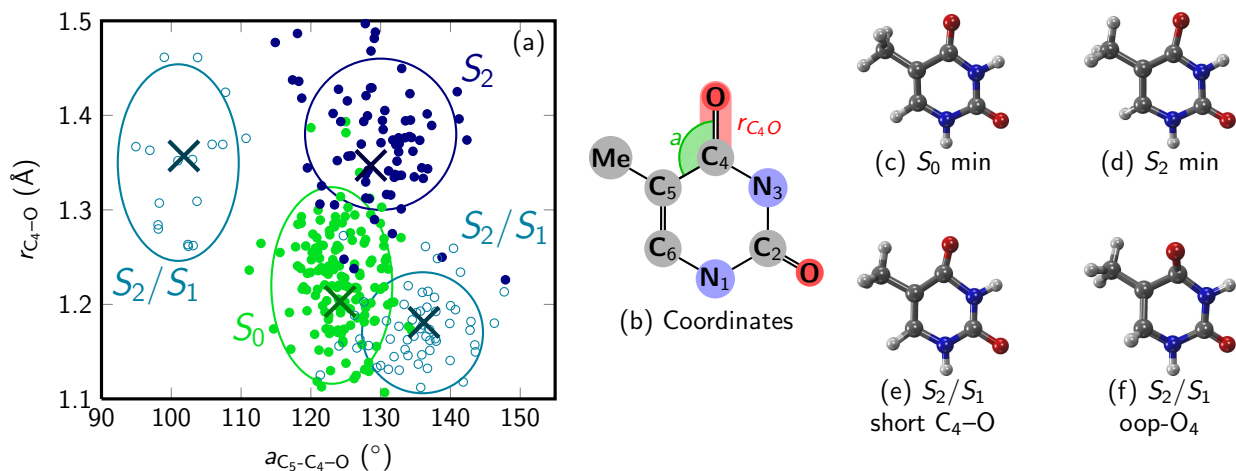 (a)
1.5
1.4
1.3
1.2
1.1
r_{C₄–O} (Å)
90 100 110 120 130 140 150
a_{C₅-C₄–O} (°)
S₂
S₂/S₁
S₂/S₁
S₀
O
a
r_{C₄O}
Me
C₄
C₅
N₃
C₆
C₂
N₁
O
(b) Coordinates
(c) S₀ min
(d) S₂ min
(e) S₂/S₁
short C₄–O
(f) S₂/S₁
oop-O₄